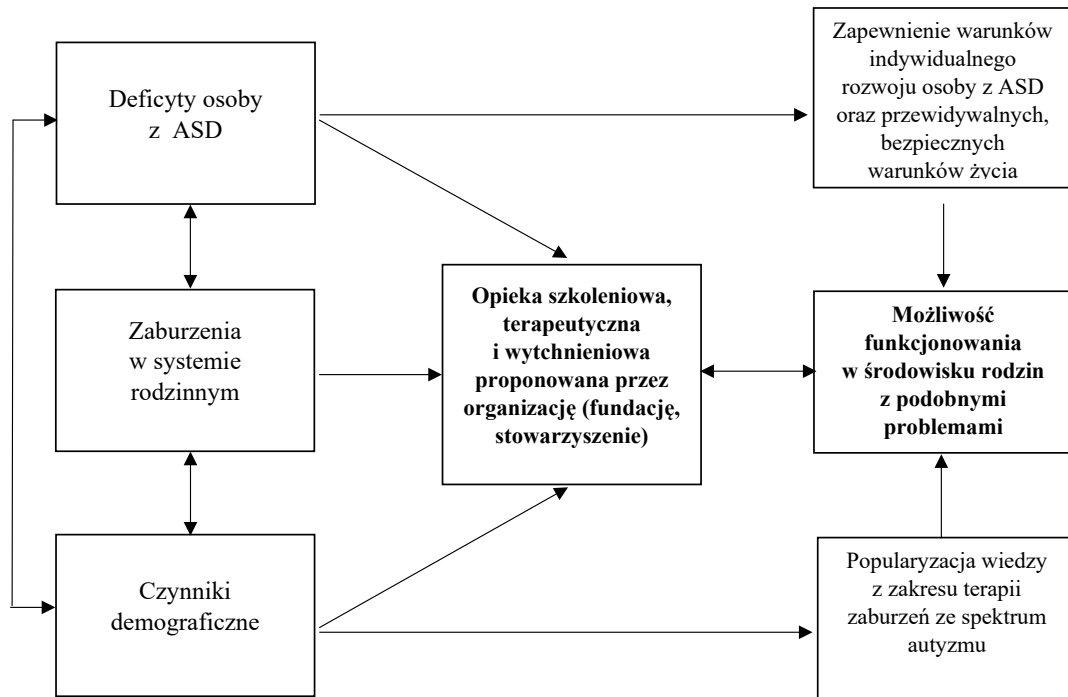 Deficyty osoby
z ASD
Zapewnienie warunków
indywidualnego
rozwoju osoby z ASD
oraz przewidywalnych,
bezpiecznych
warunków życia
Zaburzenia
w systemie
rodzinnym
Opieka szkoleniowa,
terapeutyczna
i wytchnieniowa
proponowana przez
organizację (fundację,
stowarzyszenie)
Możliwość
funkcjonowania
w środowisku rodzin
z podobnymi
problemami
Czynniki
demograficzne
Popularyzacja wiedzy
z zakresu terapii
zaburzeń ze spektrum
autyzmu